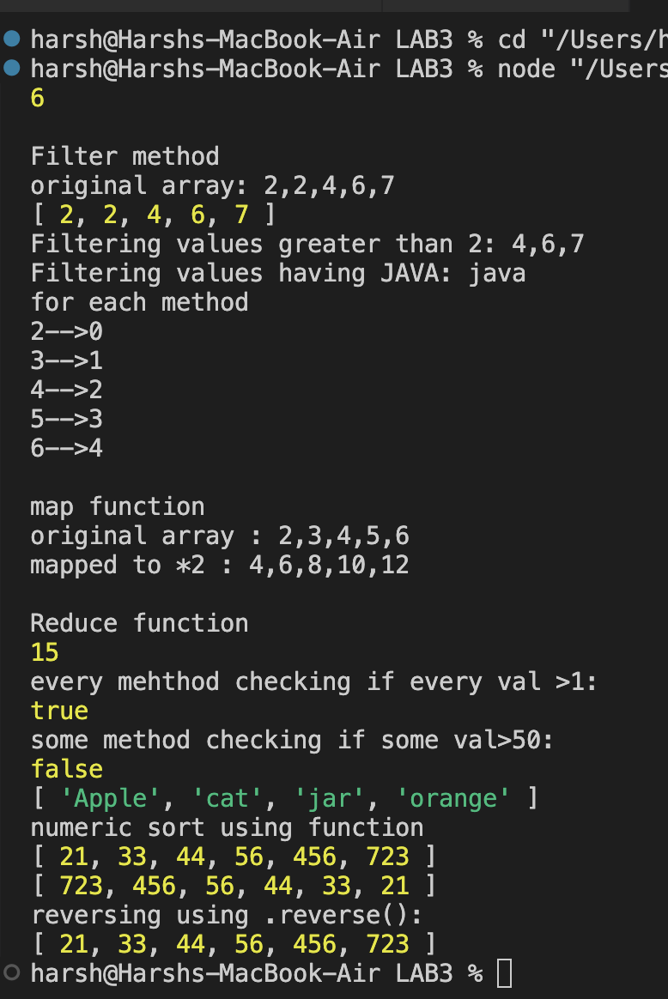 harsh@Harshs-MacBook-Air LAB3 % cd "/Users/h
harsh@Harshs-MacBook-Air LAB3 % node "/Users
6
Filter method
original array: 2,2,4,6,7
[ 2, 2, 4, 6, 7 ]
Filtering values greater than 2: 4,6,7
Filtering values having JAVA: java
for each method
2-->0
3-->1
4-->2
5-->3
6-->4
map function
original array : 2,3,4,5,6
mapped to *2 : 4,6,8,10,12
Reduce function
15
every mehthod checking if every val >1:
true
some method checking if some val>50:
false
[ 'Apple', 'cat', 'jar', 'orange' ]
numeric sort using function
[ 21, 33, 44, 56, 456, 723 ]
[ 723, 456, 56, 44, 33, 21 ]
reversing using .reverse():
[ 21, 33, 44, 56, 456, 723 ]
harsh@Harshs-MacBook-Air LAB3 %